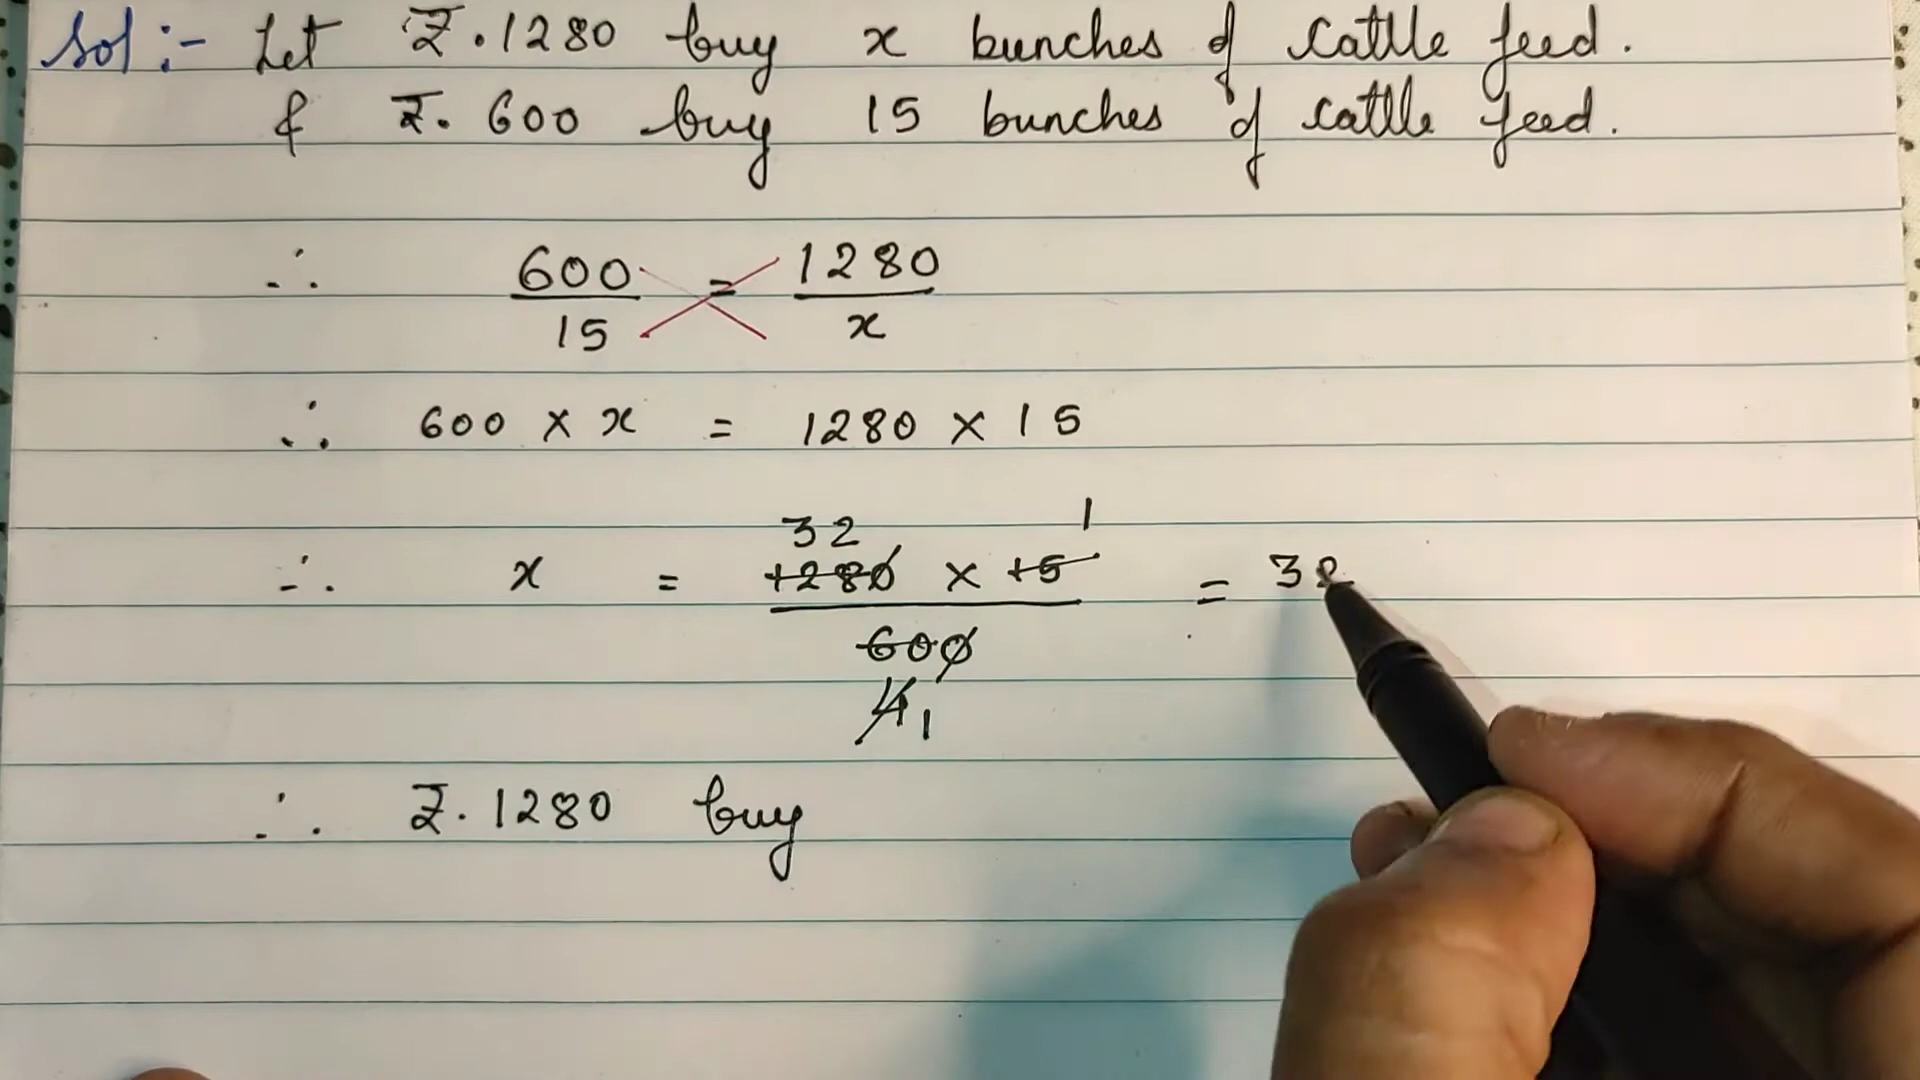 Sol :- Let ₹. 1280 buy x bunches of cattle feed.
& ₹. 600 buy 15 bunches of cattle feed.
∴ 600/15 = 1280/x
∴ 600 × x = 1280 × 15
32 1
∴ x = 1280 × 15 / 600 = 32
4 1
∴ ₹. 1280 buy